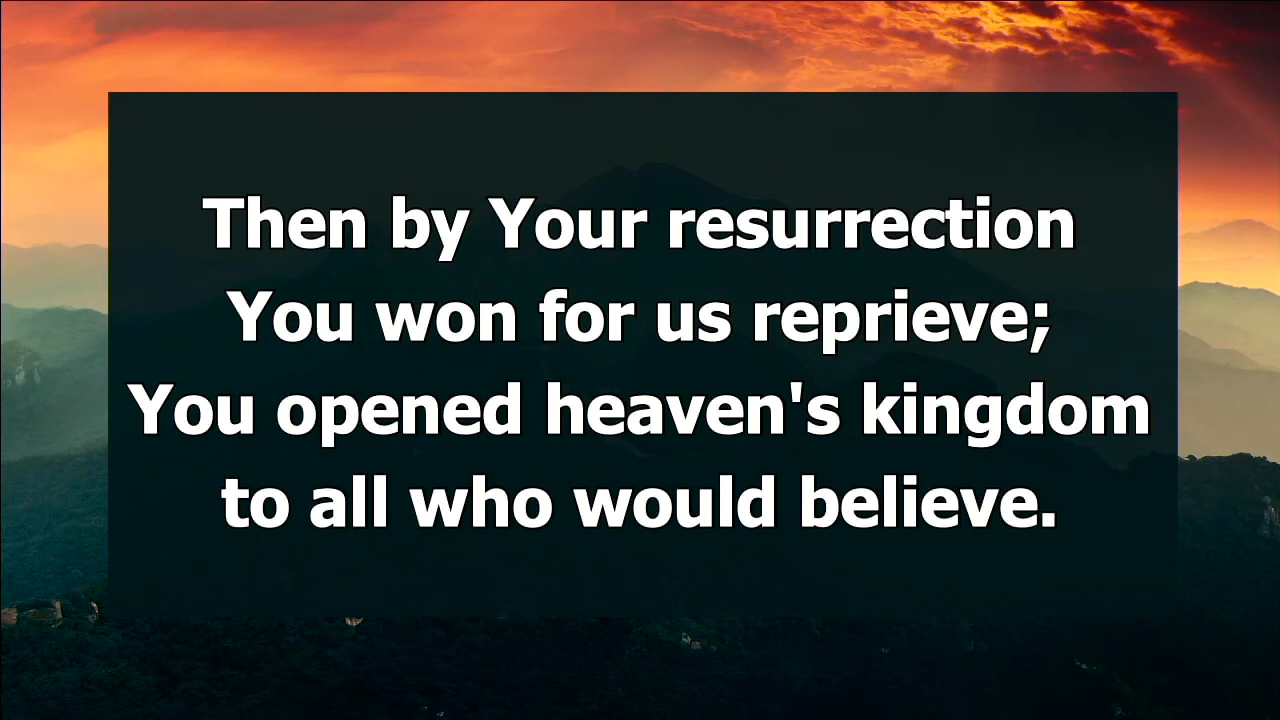 Then by Your resurrection
You won for us reprieve;
You opened heaven's kingdom
to all who would believe.